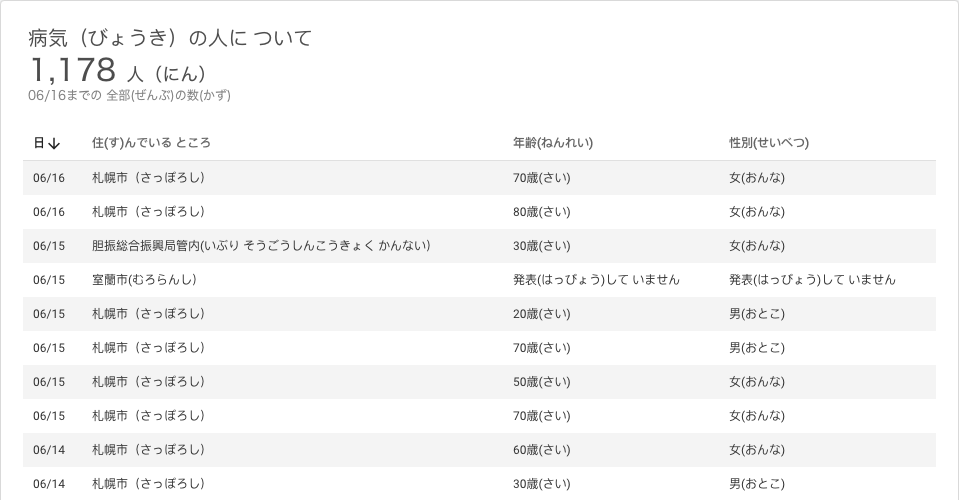 病気（びょうき）の人に ついて
1,178 人（にん）
06/16までの 全部(ぜんぶ)の数(かず)
日↓ 住(す)んでいる ところ 年齢(ねんれい) 性別(せいべつ)
06/16 札幌市（さっぽろし） 70歳(さい) 女(おんな)
06/16 札幌市（さっぽろし） 80歳(さい) 女(おんな)
06/15 胆振総合振興局管内(いぶり そうごうしんこうきょく かんない） 30歳(さい) 女(おんな)
06/15 室蘭市(むろらんし） 発表(はっぴょう)して いません 発表(はっぴょう)して いません
06/15 札幌市（さっぽろし） 20歳(さい) 男(おとこ)
06/15 札幌市（さっぽろし） 70歳(さい) 男(おとこ)
06/15 札幌市（さっぽろし） 50歳(さい) 女(おんな)
06/15 札幌市（さっぽろし） 70歳(さい) 女(おんな)
06/14 札幌市（さっぽろし） 60歳(さい) 女(おんな)
06/14 札幌市（さっぽろし） 30歳(さい) 男(おとこ)